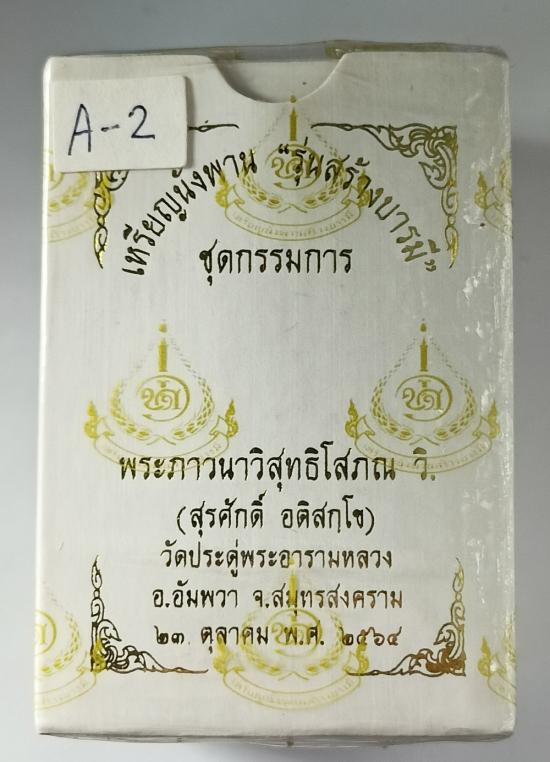 A-2
เหรียญนั่งพาน "รุ่นสร้างบารมี"
ชุดกรรมการ
พระภาวนาวิสุทธิโสภณ วิ.
(สุรศักดิ์ อติสกฺโข)
วัดประดู่พระอารามหลวง
อ.อัมพวา จ.สมุทรสงคราม
๒๓ ตุลาคม พ.ศ. ๒๕๖๔